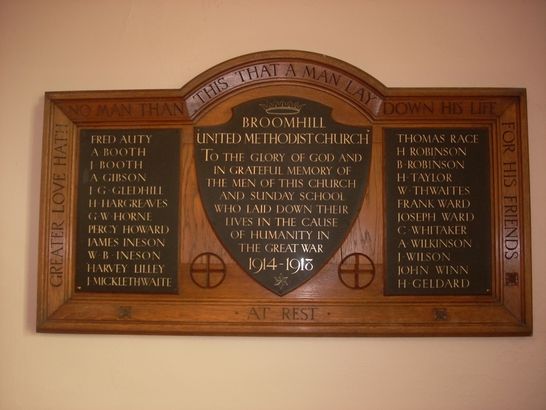 GREATER LOVE HATH
NO MAN THAN
THIS THAT A MAN LAY
DOWN HIS LIFE
FOR HIS FRIENDS
BROOMHILL
UNITED METHODIST CHURCH
TO THE GLORY OF GOD AND
IN GRATEFUL MEMORY OF
THE MEN OF THIS CHURCH
AND SUNDAY SCHOOL
WHO LAID DOWN THEIR
LIVES IN THE CAUSE
OF HUMANITY IN
THE GREAT WAR
1914-1918
FRED AUTY
A BOOTH
J BOOTH
A GIBSON
J·G·GLEDHILL
H HARGREAVES
G·W HORNE
PERCY HOWARD
JAMES INESON
W·B·INESON
HARVEY LILLEY
J MICKLETHWAITE
THOMAS RACE
H ROBINSON
B·ROBINSON
H·TAYLOR
W·THWAITES
FRANK WARD
JOSEPH WARD
C·WHITAKER
A·WILKINSON
J·WILSON
JOHN WINN
H·GELDARD
·AT REST·